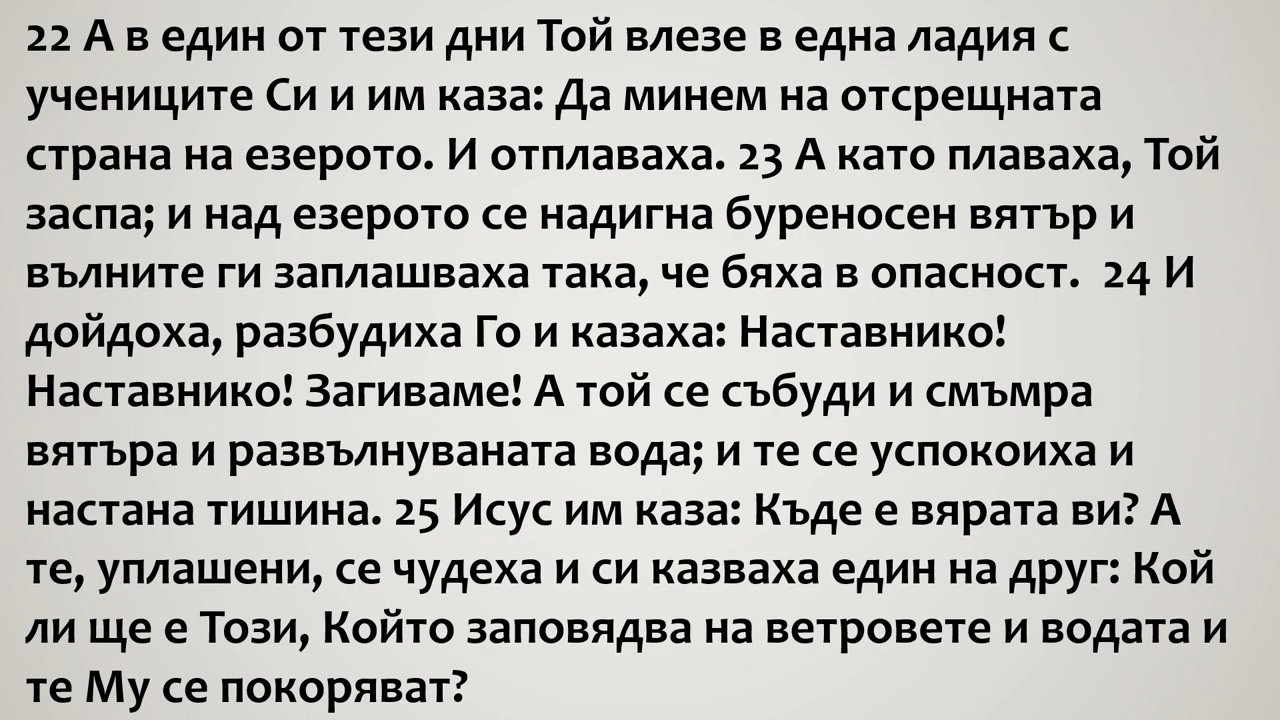 22 А в един от тези дни Той влезе в една ладия с
учениците Си и им каза: Да минем на отсрещната
страна на езерото. И отплаваха. 23 А като плаваха, Той
заспа; и над езерото се надигна буреносен вятър и
вълните ги заплашваха така, че бяха в опасност.  24 И
дойдоха, разбудиха Го и казаха: Наставнико!
Наставнико! Загиваме! А той се събуди и смъмра
вятъра и развълнуваната вода; и те се успокоиха и
настана тишина. 25 Исус им каза: Къде е вярата ви? А
те, уплашени, се чудеха и си казваха един на друг: Кой
ли ще е Този, Който заповядва на ветровете и водата и
те Му се покоряват?